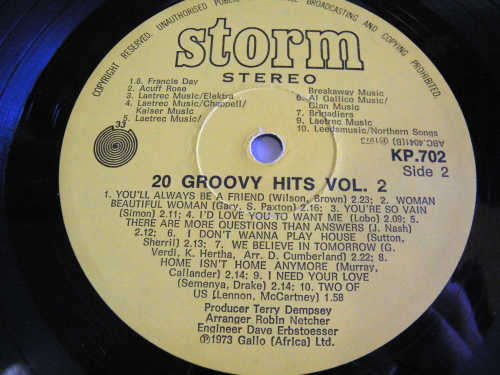 COPYRIGHT RESERVED. UNAUTHORISED PUBLIC PERFORMANCE BROADCASTING AND COPYING PROHIBITED.
storm
STEREO
1.8. Francis Day
2. Acuff Rose
3. Laetrec Music/Elektra
4. Laetrec Music/Chappell/
Kaiser Music
5. Laetrec Music/
Breakaway Music
6. Al Gallico Music/
Gian Music
7. Brigadiers
9. Laetrec Music
10. Leedsmusic/Northern Songs
33
KP.702
Side 2
20 GROOVY HITS VOL. 2
1. YOU'LL ALWAYS BE A FRIEND (Wilson, Brown) 2.23; 2. WOMAN
BEAUTIFUL WOMAN (Gary, S. Paxton) 2.16; 3. YOU'RE SO VAIN
(Simon) 2.11; 4. I'D LOVE YOU TO WANT ME (Lobo) 2.09; 5.
THERE ARE MORE QUESTIONS THAN ANSWERS (J. Nash)
2.12; 6. I DON'T WANNA PLAY HOUSE (Sutton,
Sherril) 2.13; 7. WE BELIEVE IN TOMORROW (G.
Verdi, K. Hertha, Arr. D. Cumberland) 2.22; 8.
HOME ISN'T HOME ANYMORE (Murray,
Callander) 2.14; 9. I NEED YOUR LOVE
(Semenya, Drake) 2.14; 10. TWO OF
US (Lennon, McCartney) 1.58
Producer Terry Dempsey
Arranger Robin Netcher
Engineer Dave Erbstoesser
℗1973 Gallo (Africa) Ltd.